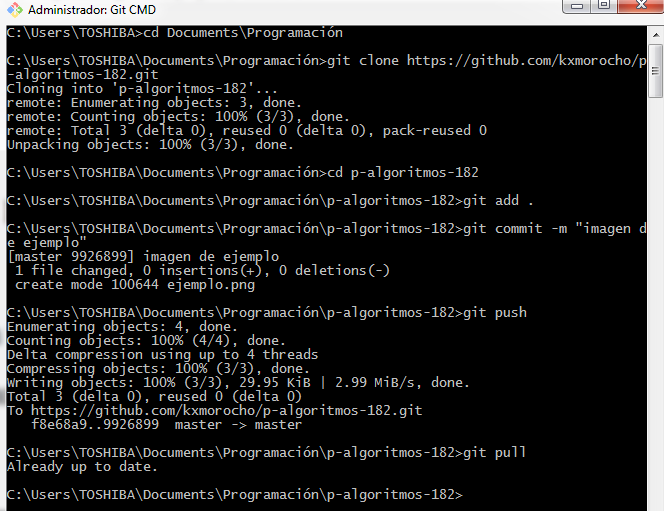 Administrador: Git CMD
C:\Users\TOSHIBA>cd Documents\Programación
C:\Users\TOSHIBA\Documents\Programación>git clone https://github.com/kxmorocho/p
-algoritmos-182.git
Cloning into 'p-algoritmos-182'...
remote: Enumerating objects: 3, done.
remote: Counting objects: 100% (3/3), done.
remote: Total 3 (delta 0), reused 0 (delta 0), pack-reused 0
Unpacking objects: 100% (3/3), done.
C:\Users\TOSHIBA\Documents\Programación>cd p-algoritmos-182
C:\Users\TOSHIBA\Documents\Programación\p-algoritmos-182>git add .
C:\Users\TOSHIBA\Documents\Programación\p-algoritmos-182>git commit -m "imagen d
e ejemplo"
[master 9926899] imagen de ejemplo
 1 file changed, 0 insertions(+), 0 deletions(-)
 create mode 100644 ejemplo.png
C:\Users\TOSHIBA\Documents\Programación\p-algoritmos-182>git push
Enumerating objects: 4, done.
Counting objects: 100% (4/4), done.
Delta compression using up to 4 threads
Compressing objects: 100% (3/3), done.
Writing objects: 100% (3/3), 29.95 KiB | 2.99 MiB/s, done.
Total 3 (delta 0), reused 0 (delta 0)
To https://github.com/kxmorocho/p-algoritmos-182.git
   f8e68a9..9926899  master -> master
C:\Users\TOSHIBA\Documents\Programación\p-algoritmos-182>git pull
Already up to date.
C:\Users\TOSHIBA\Documents\Programación\p-algoritmos-182>